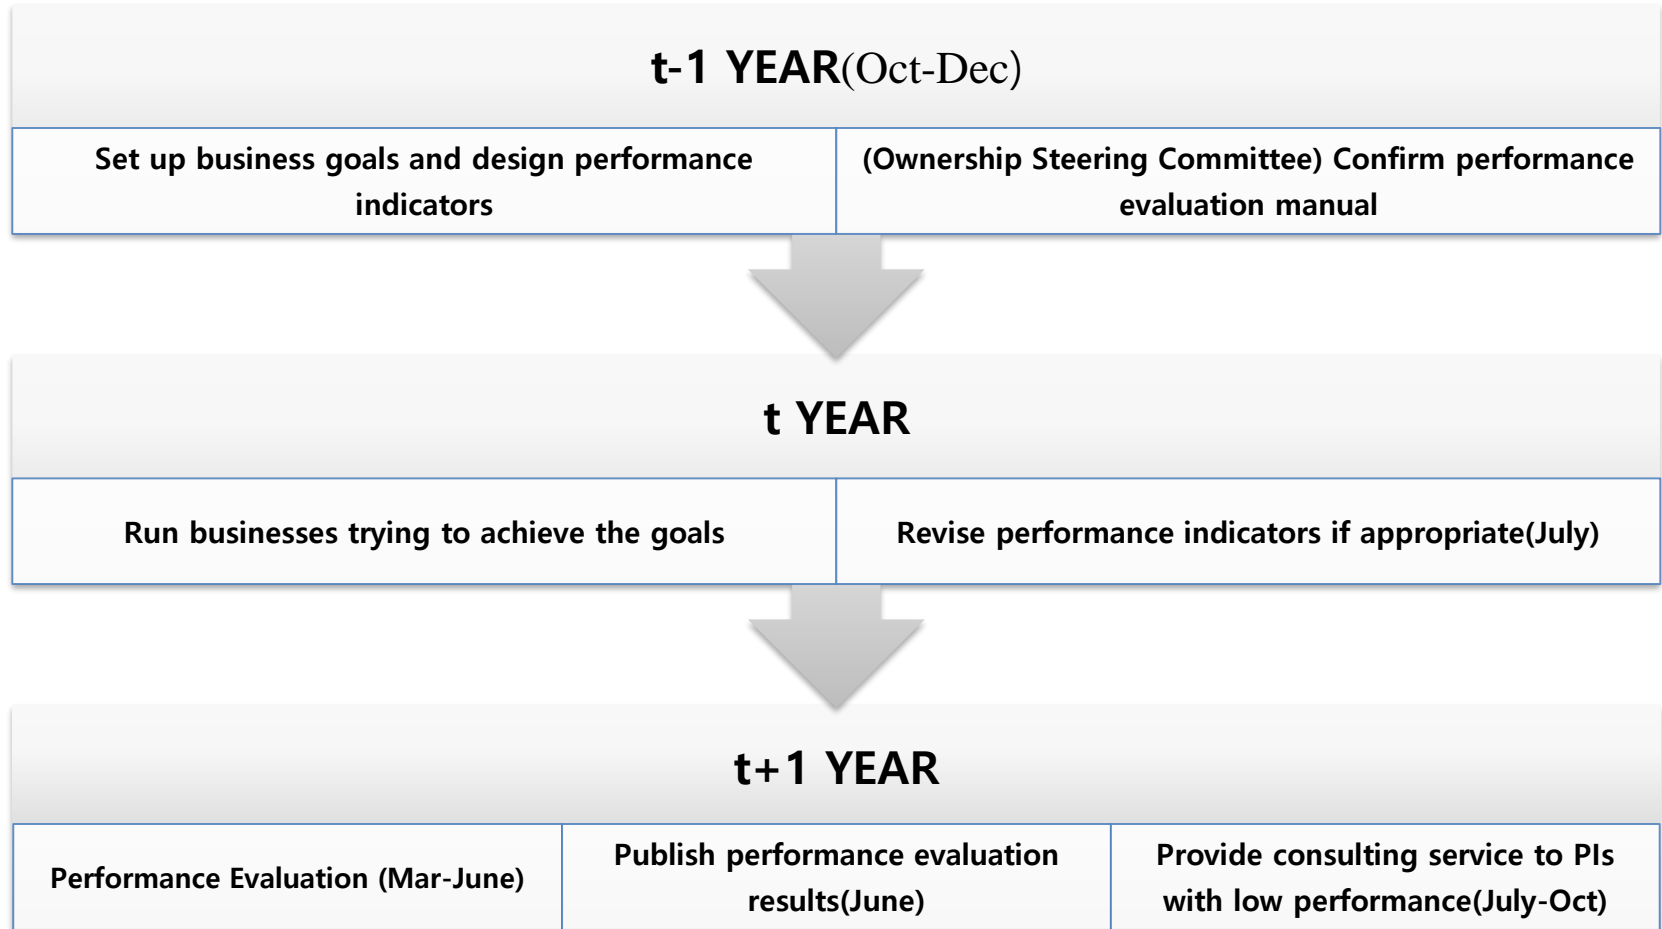 t-1 YEAR(Oct-Dec)
Set up business goals and design performance
indicators
(Ownership Steering Committee) Confirm performance
evaluation manual
t YEAR
Run businesses trying to achieve the goals
Revise performance indicators if appropriate(July)
t+1 YEAR
Performance Evaluation (Mar-June)
Publish performance evaluation
results(June)
Provide consulting service to PIs
with low performance(July-Oct)